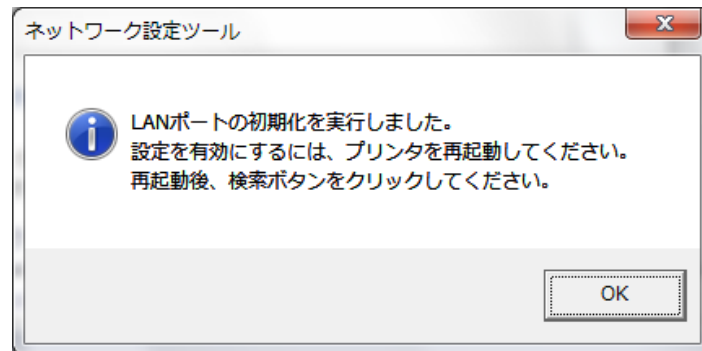 ネットワーク設定ツール
LANポートの初期化を実行しました。
設定を有効にするには、プリンタを再起動してください。
再起動後、検索ボタンをクリックしてください。
OK